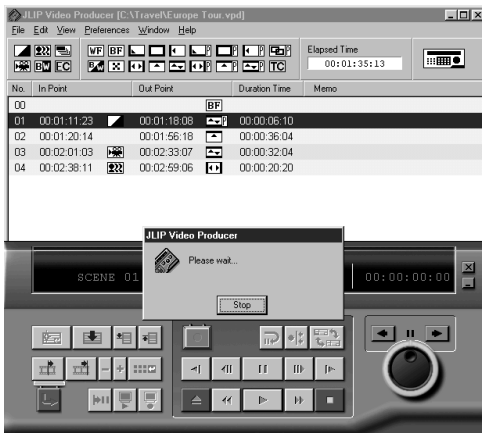 JLIP Video Producer [C:\Travel\Europe Tour.vpd]
File Edit View Preferences Window Help
WF BF P P P P Elapsed Time
BW EC P P P TC 00:01:35:13
No. In Point Out Point Duration Time Memo
00 BF
01 00:01:11:23 00:01:18:08 P 00:00:06:10
02 00:01:20:14 00:01:56:18 00:00:36:04
03 00:02:01:03 00:02:33:07 00:00:32:04
04 00:02:38:11 00:02:59:06 00:00:20:20
JLIP Video Producer
Please wait...
Stop
SCENE 01 00:00:00:00